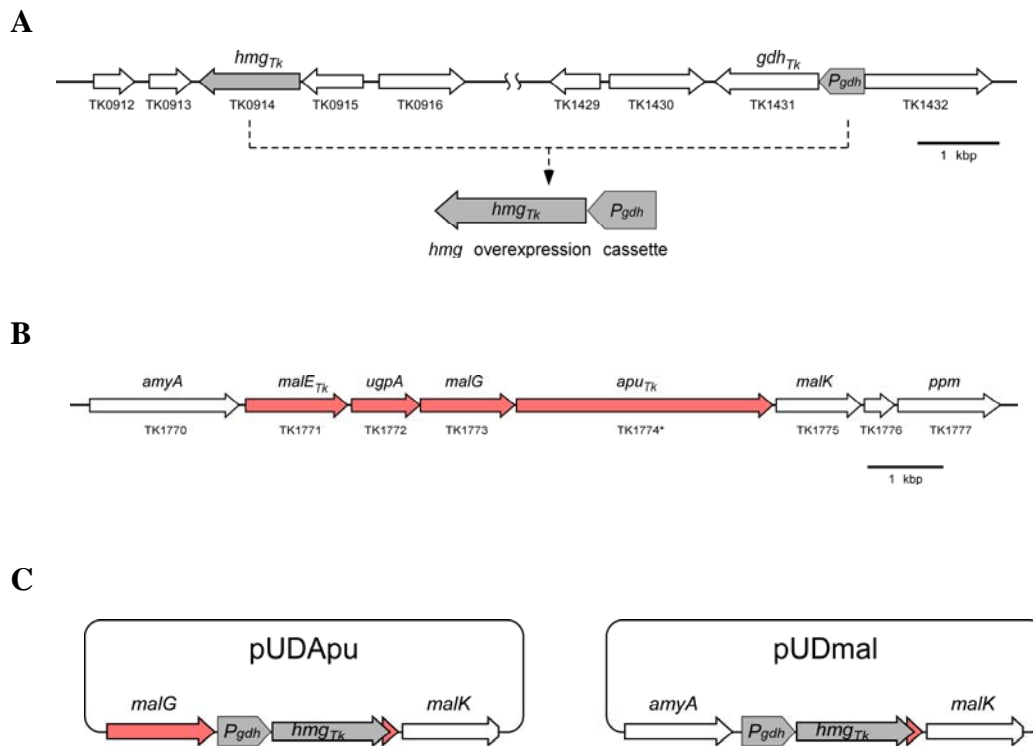 A
hmgTk gdhTk
Pgdh
TK0912 TK0913 TK0914 TK0915 TK0916 TK1429 TK1430 TK1431 TK1432
1 kbp
hmgTk Pgdh
hmg overexpression cassette
B
amyA malETk ugpA malG apuTk malK ppm
TK1770 TK1771 TK1772 TK1773 TK1774* TK1775 TK1776 TK1777
1 kbp
C
pUDApu pUDmal
malG malK amyA malK
Pgdh hmgTk Pgdh hmgTk